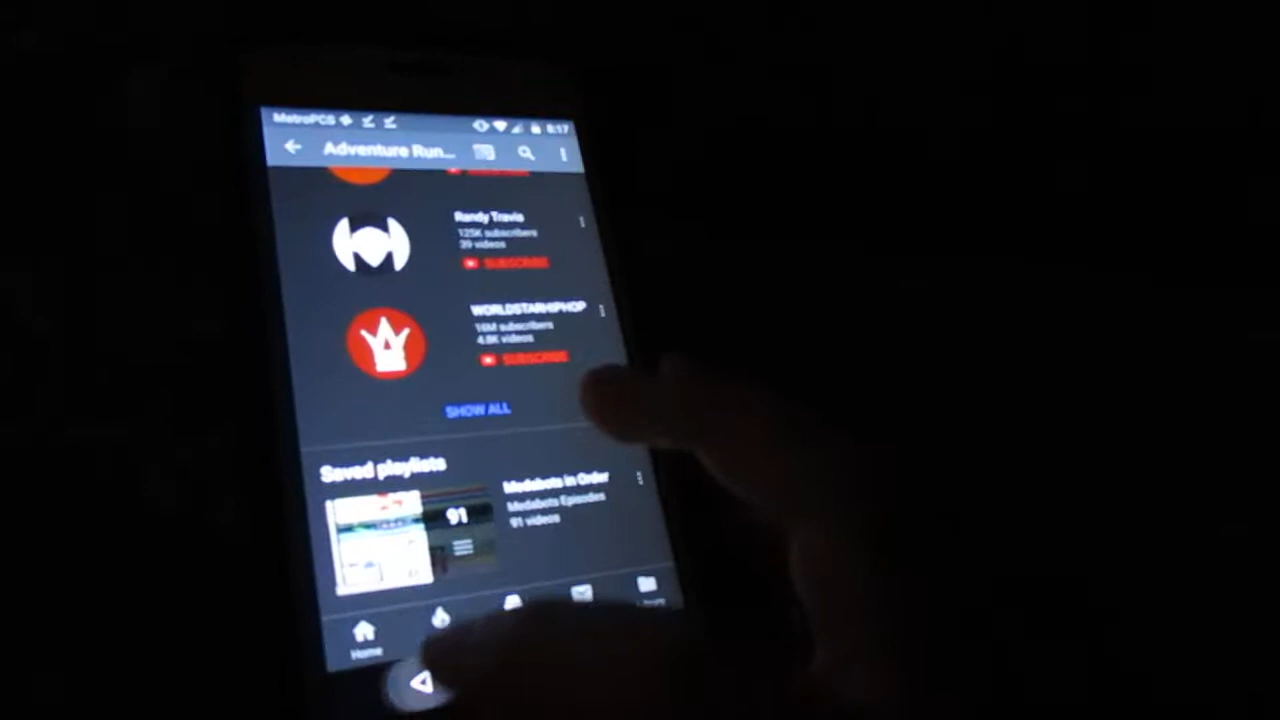 MetroPCS 8:17
Adventure Run...
SUBSCRIBE
Randy Travis
125K subscribers
39 videos
SUBSCRIBE
WORLDSTARHIPHOP
16M subscribers
4.8K videos
SUBSCRIBE
SHOW ALL
Saved playlists
91
Medabots in Order
Medabots Episodes
91 videos
Home